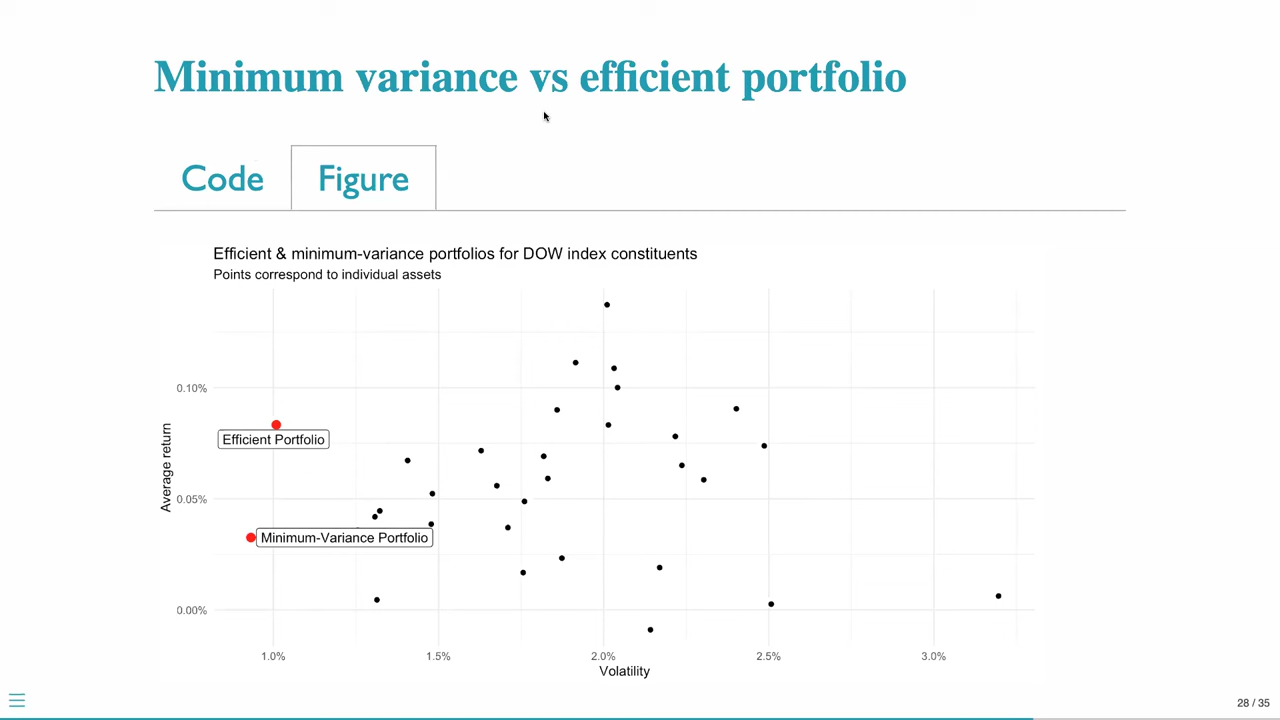 Minimum variance vs efficient portfolio
Code
Figure
Efficient & minimum-variance portfolios for DOW index constituents
Points correspond to individual assets
0.10%
Efficient Portfolio
Average return
0.05%
Minimum-Variance Portfolio
0.00%
1.0%
1.5%
2.0%
2.5%
3.0%
Volatility
28 / 35